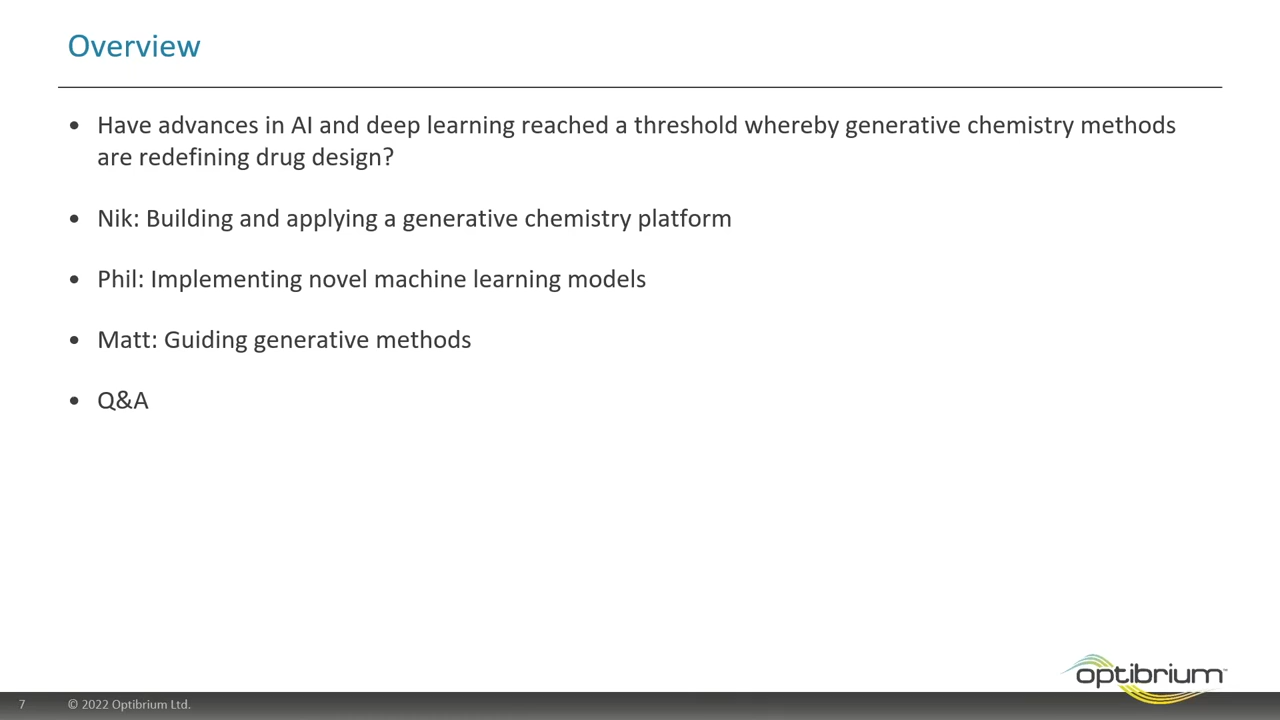 Overview
• Have advances in AI and deep learning reached a threshold whereby generative chemistry methods
are redefining drug design?
• Nik: Building and applying a generative chemistry platform
• Phil: Implementing novel machine learning models
• Matt: Guiding generative methods
• Q&A
optibrium™
7 © 2022 Optibrium Ltd.